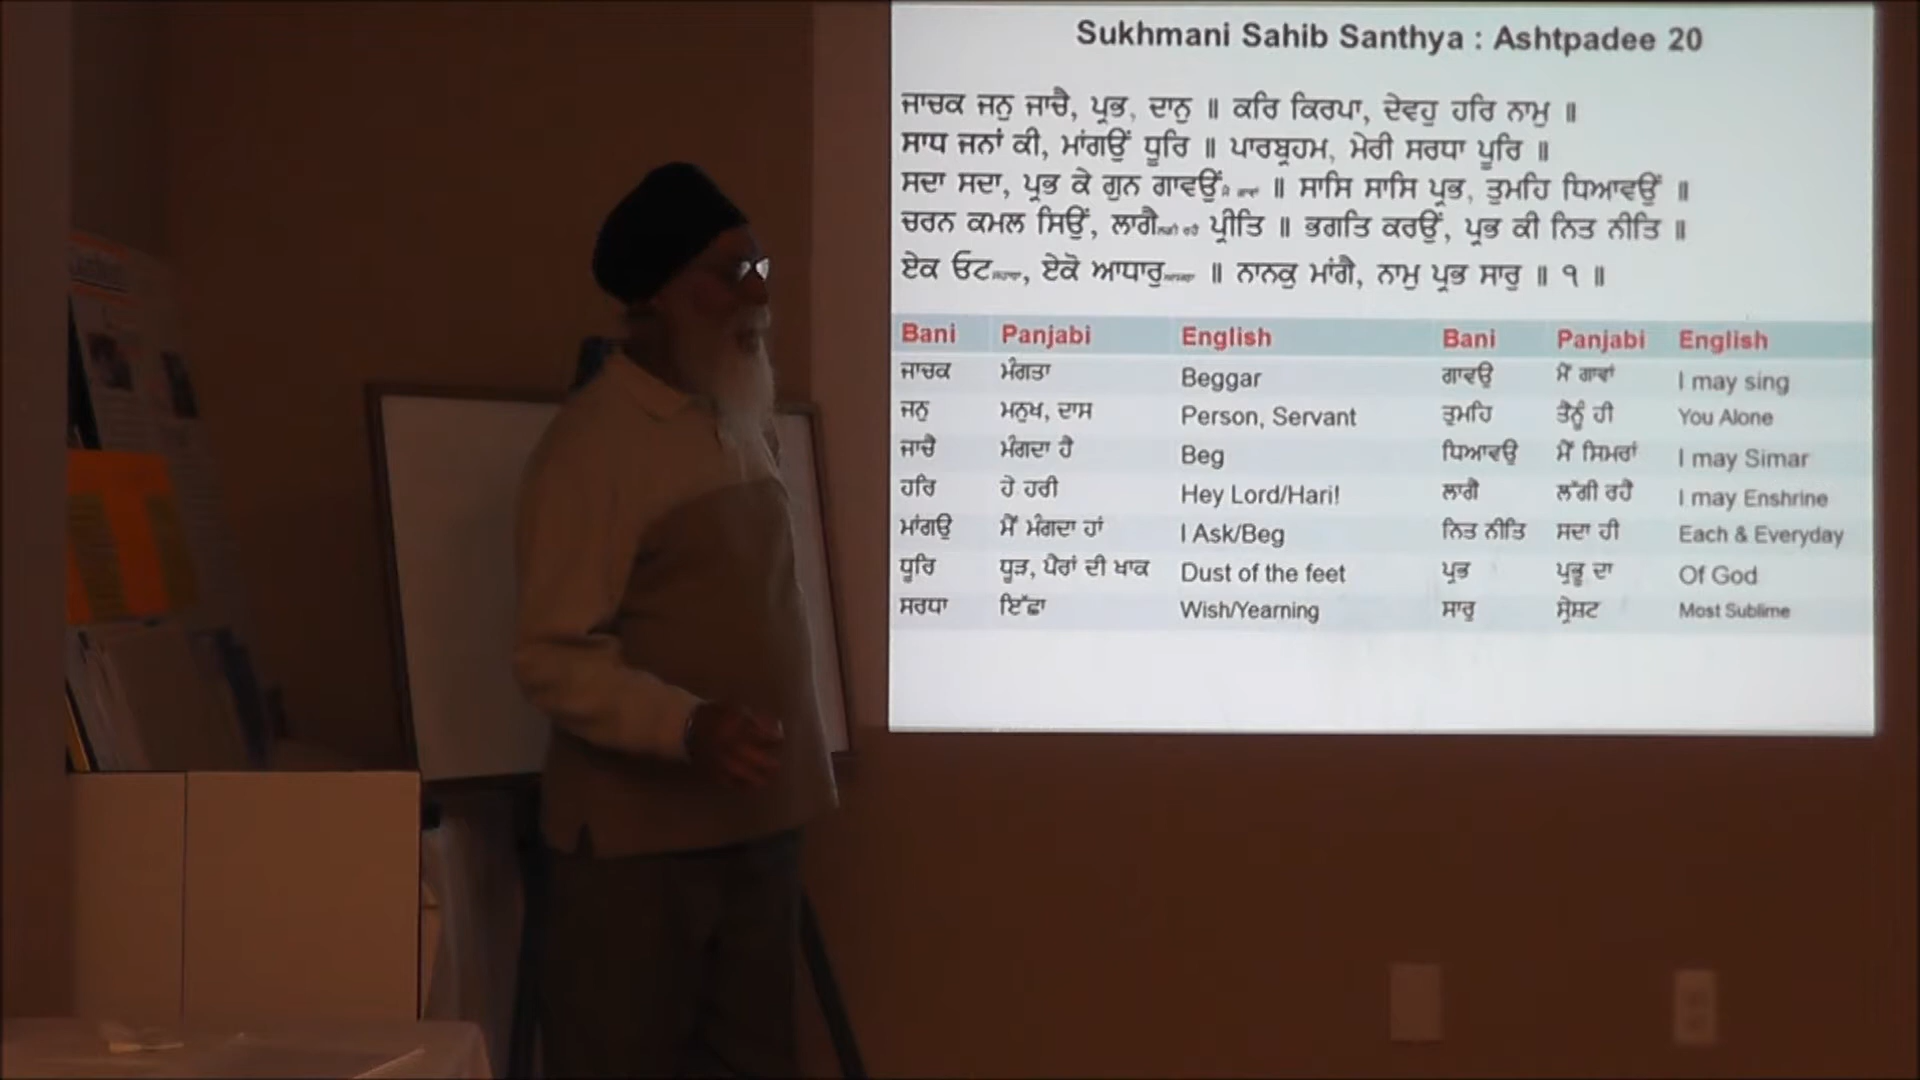 Sukhmani Sahib Santhya : Ashtpadee 20
ਜਾਚਕ ਜਨੁ ਜਾਚੈ, ਪ੍ਰਭ, ਦਾਨੁ ॥ ਕਰਿ ਕਿਰਪਾ, ਦੇਵਹੁ ਹਰਿ ਨਾਮੁ ॥
ਸਾਧ ਜਨਾਂ ਕੀ, ਮਾਂਗਉਂ ਧੂਰਿ ॥ ਪਾਰਬ੍ਰਹਮ, ਮੇਰੀ ਸਰਧਾ ਪੂਰਿ ॥
ਸਦਾ ਸਦਾ, ਪ੍ਰਭ ਕੇ ਗੁਨ ਗਾਵਉਂ ॥ ਸਾਸਿ ਸਾਸਿ ਪ੍ਰਭ, ਤੁਮਹਿ ਧਿਆਵਉਂ ॥
ਚਰਨ ਕਮਲ ਸਿਉਂ, ਲਾਗੈ ਪ੍ਰੀਤਿ ॥ ਭਗਤਿ ਕਰਉਂ, ਪ੍ਰਭ ਕੀ ਨਿਤ ਨੀਤਿ ॥
ਏਕ ਓਟ, ਏਕੋ ਆਧਾਰੁ ॥ ਨਾਨਕੁ ਮਾਂਗੈ, ਨਾਮੁ ਪ੍ਰਭ ਸਾਰੁ ॥ ੧ ॥
Bani Panjabi English Bani Panjabi English
ਜਾਚਕ ਮੰਗਤਾ Beggar ਗਾਵਉ ਮੈਂ ਗਾਵਾਂ I may sing
ਜਨੁ ਮਨੁਖ, ਦਾਸ Person, Servant ਤੁਮਹਿ ਤੈਨੂੰ ਹੀ You Alone
ਜਾਚੈ ਮੰਗਦਾ ਹੈ Beg ਧਿਆਵਉ ਮੈਂ ਸਿਮਰਾਂ I may Simar
ਹਰਿ ਹੇ ਹਰੀ Hey Lord/Hari! ਲਾਗੈ ਲੱਗੀ ਰਹੈ I may Enshrine
ਮਾਂਗਉ ਮੈਂ ਮੰਗਦਾ ਹਾਂ I Ask/Beg ਨਿਤ ਨੀਤਿ ਸਦਾ ਹੀ Each & Everyday
ਧੂਰਿ ਧੂੜ, ਪੈਰਾਂ ਦੀ ਖਾਕ Dust of the feet ਪ੍ਰਭ ਪ੍ਰਭੂ ਦਾ Of God
ਸਰਧਾ ਇੱਛਾ Wish/Yearning ਸਾਰੁ ਸ੍ਰੇਸ਼ਟ Most Sublime